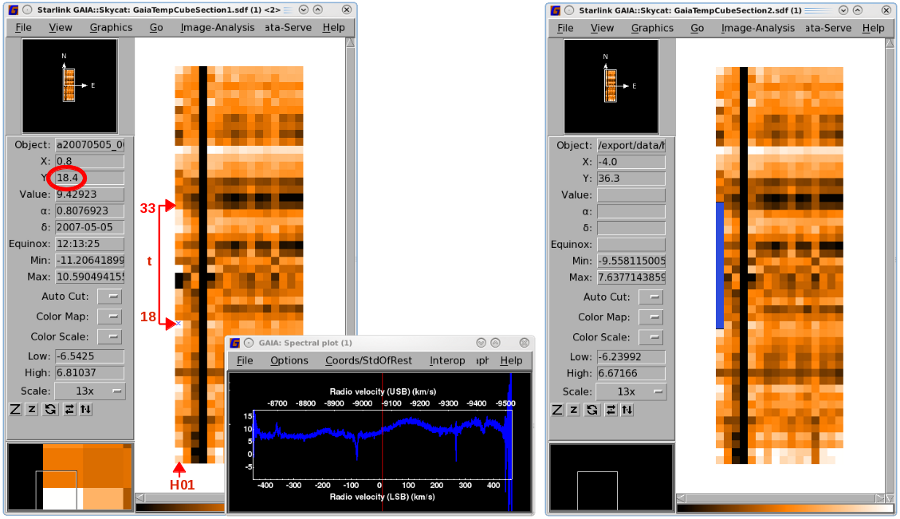 Starlink GAIA::Skycat: GaiaTempCubeSection1.sdf (1) <2>
File View Graphics Go Image-Analysis ata-Serve Help
N
E
Object: a20070505_0
X: 0.8
Y: 18.4
Value: 9.42923
α: 0.8076923
δ: 2007-05-05
Equinox: 12:13:25
Min: -11.20641899
Max: 10.59049415
Auto Cut:
Color Map:
Color Scale:
Low: -6.5425
High: 6.81037
Scale: 13x
Z z
33
t
18
H01
GAIA: Spectral plot (1)
File Options Coords/StdOfRest Interop ıph Help
Radio velocity (USB) (km/s)
-8700 -8800 -8900 -9000 -9100 -9200 -9300 -9400 -9500
15
10
5
0
-5
-400 -300 -200 -100 0 100 200 300 400
Radio velocity (LSB) (km/s)
Starlink GAIA::Skycat: GaiaTempCubeSection2.sdf (1)
File View Graphics Go Image-Analysis ata-Serve Help
N
E
Object: /export/data/h
X: -4.0
Y: 36.3
Value:
α:
δ:
Equinox:
Min: -9.558115005
Max: 7.6377143859
Auto Cut:
Color Map:
Color Scale:
Low: -6.23992
High: 6.67166
Scale: 13x
Z z